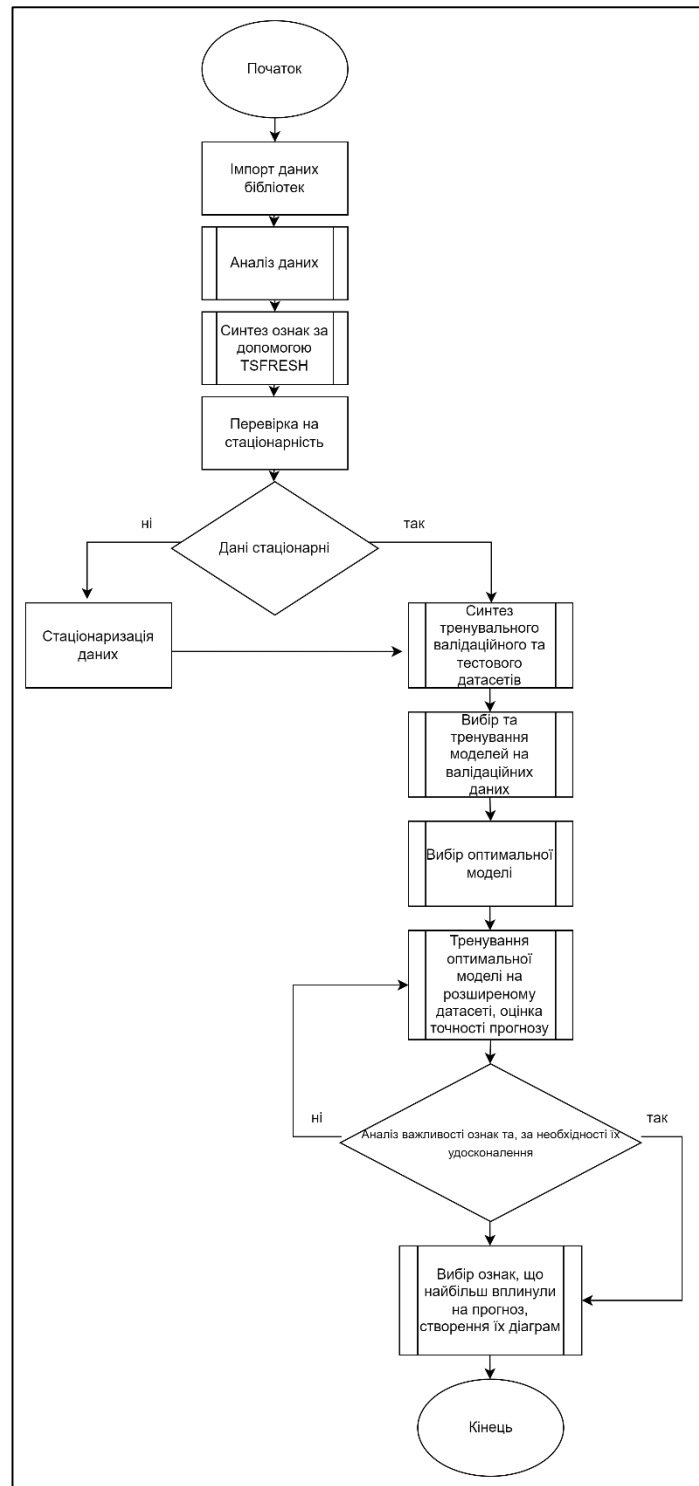 Початок
Імпорт даних
бібліотек
Аналіз даних
Синтез ознак за
допомогою
TSFRESH
Перевірка на
стаціонарність
ні
так
Дані стаціонарні
Стаціонаризація
даних
Синтез
тренувального
валідаційного та
тестового
датасетів
Вибір та
тренування
моделей на
валідаційних
даних
Вибір оптимальної
моделі
Тренування
оптимальної
моделі на
розширеному
датасеті, оцінка
точності прогнозу
ні
так
Аналіз важливості ознак та, за необхідності їх
удосконалення
Вибір ознак, що
найбільш вплинули
на прогноз,
створення їх діаграм
Кінець